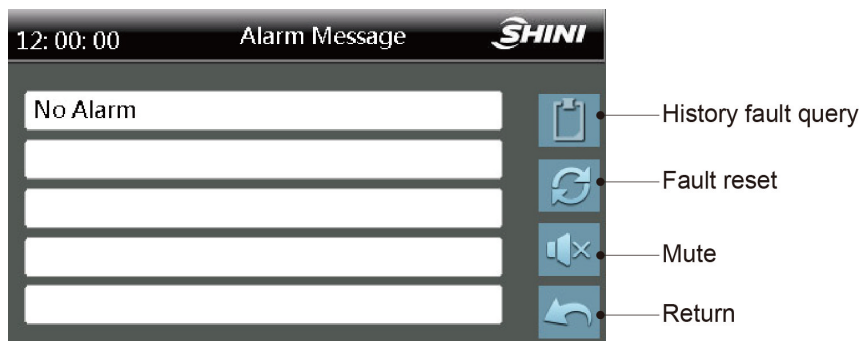 12: 00: 00 Alarm Message SHINI
No Alarm
History fault query
Fault reset
Mute
Return